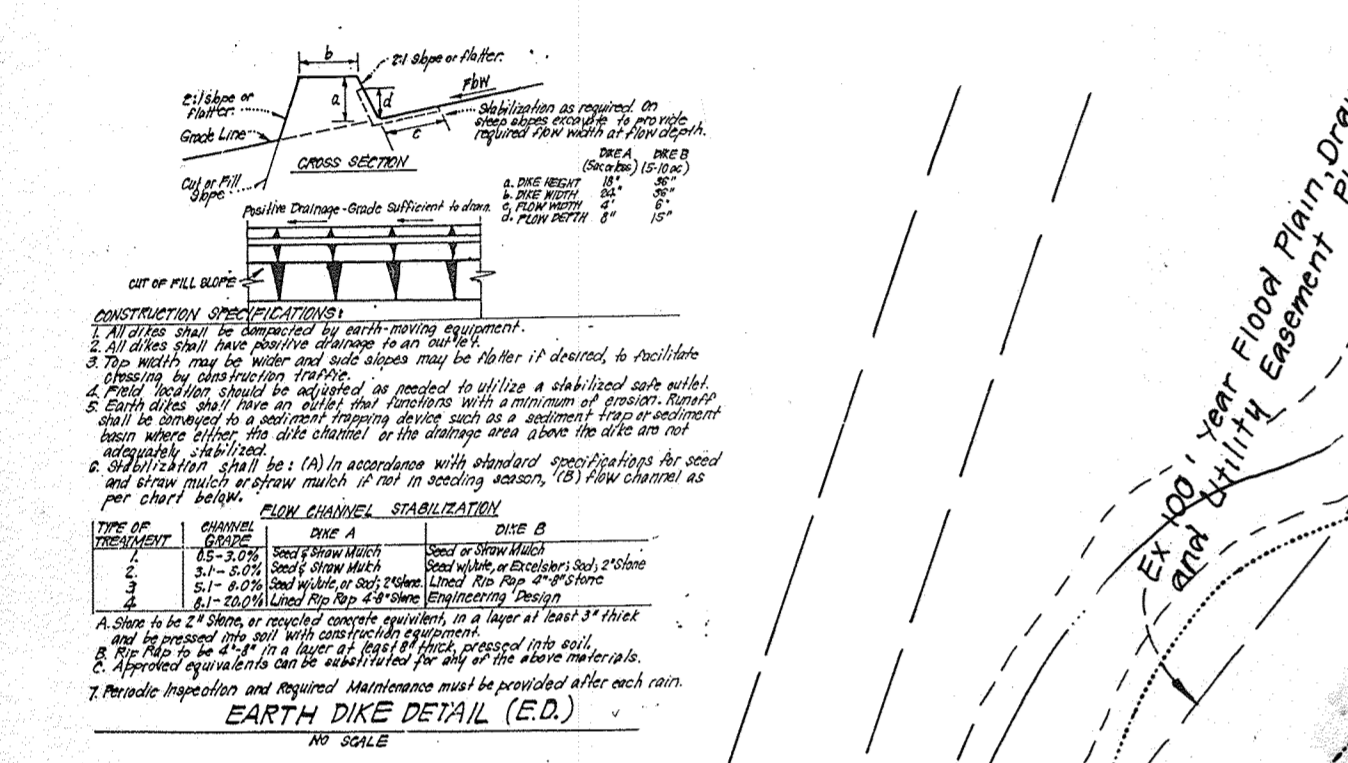 b
2:1 slope or flatter.
Flow
2:1 slope or
flatter.
a
d
c
Grade Line
Stabilization as required. On
steep slopes excavate to provide
required flow width at flow depth.
CROSS SECTION
Cut or Fill
Slope
DIKE A DIKE B
(5ac or less) (5-10ac)
a. DIKE HEIGHT 18" 36"
b. DIKE WIDTH 24" 36"
c. FLOW WIDTH 4' 6'
d. FLOW DEPTH 8" 15"
Positive Drainage-Grade Sufficient to drain.
CUT OF FILL SLOPE
CONSTRUCTION SPECIFICATIONS:
1. All dikes shall be compacted by earth-moving equipment.
2. All dikes shall have positive drainage to an outlet.
3. Top width may be wider and side slopes may be flatter if desired, to facilitate
crossing by construction traffic.
4. Field location should be adjusted as needed to utilize a stabilized safe outlet.
5. Earth dikes shall have an outlet that functions with a minimum of erosion. Runoff
shall be conveyed to a sediment trapping device such as a sediment trap or sediment
basin where either the dike channel or the drainage area above the dike are not
adequately stabilized.
6. Stabilization shall be: (A) In accordance with standard specifications for seed
and straw mulch or straw mulch if not in seeding season, (B) flow channel as
per chart below.
FLOW CHANNEL STABILIZATION
TYPE OF TREATMENT CHANNEL GRADE DIKE A DIKE B
1. 0.5-3.0% Seed & Straw Mulch Seed or Straw Mulch
2. 3.1-5.0% Seed & Straw Mulch Seed w/Jute, or Excelsior; Sod; 2" Stone
3 5.1-8.0% Seed w/Jute, or Sod; 2" Stone. Lined Rip Rap 4"-8" Stone
4. 8.1-20.0% Lined Rip Rap 4"-8" Stone Engineering Design
A. Stone to be 2" Stone, or recycled concrete equivilent, in a layer at least 3" thick
and be pressed into soil with construction equipment.
B. Rip Rap to be 4"-8" in a layer at least 8" thick, pressed into soil.
C. Approved equivalents can be substituted for any of the above materials.
7. Periodic Inspection and Required Maintenance must be provided after each rain.
EARTH DIKE DETAIL (E.D.)
NO SCALE
EX 100' Year Flood Plain, Dra
and Utility Easement Pl